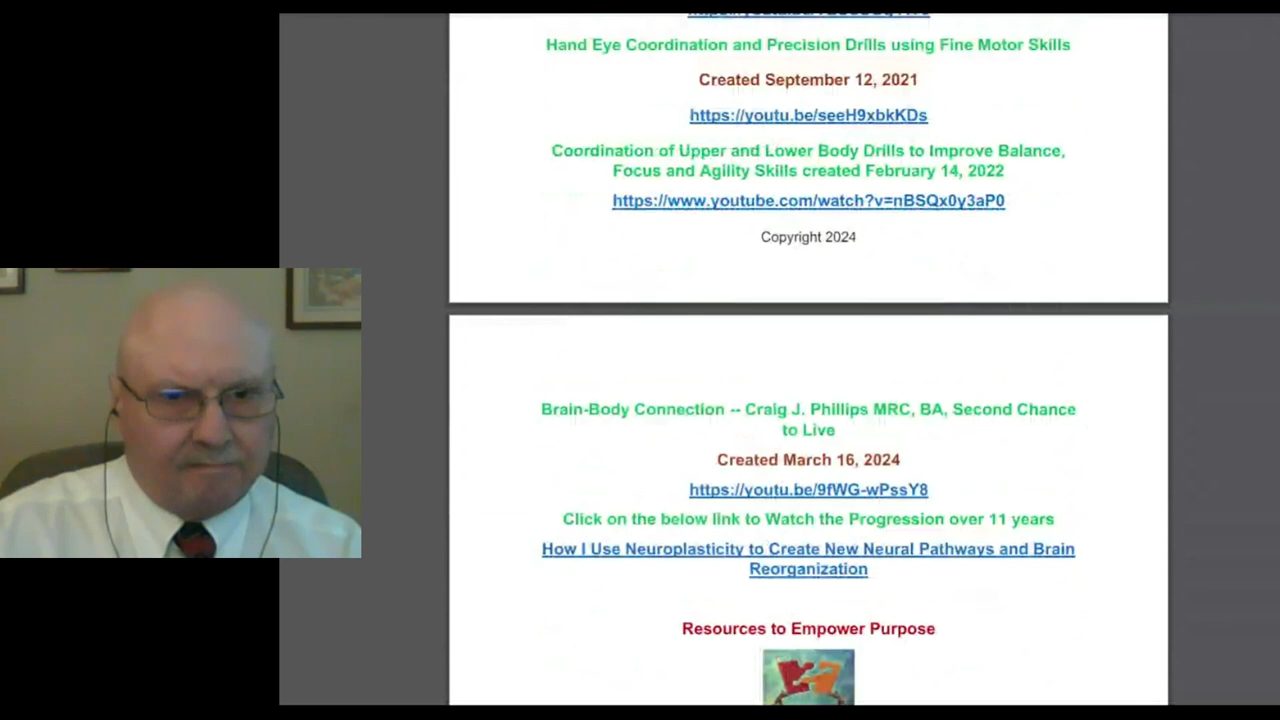 Hand Eye Coordination and Precision Drills using Fine Motor Skills
Created September 12, 2021
https://youtu.be/seeH9xbkKDs
Coordination of Upper and Lower Body Drills to Improve Balance,
Focus and Agility Skills created February 14, 2022
https://www.youtube.com/watch?v=nBSQx0y3aP0
Copyright 2024
Brain-Body Connection -- Craig J. Phillips MRC, BA, Second Chance
to Live
Created March 16, 2024
https://youtu.be/9fWG-wPssY8
Click on the below link to Watch the Progression over 11 years
How I Use Neuroplasticity to Create New Neural Pathways and Brain
Reorganization
Resources to Empower Purpose